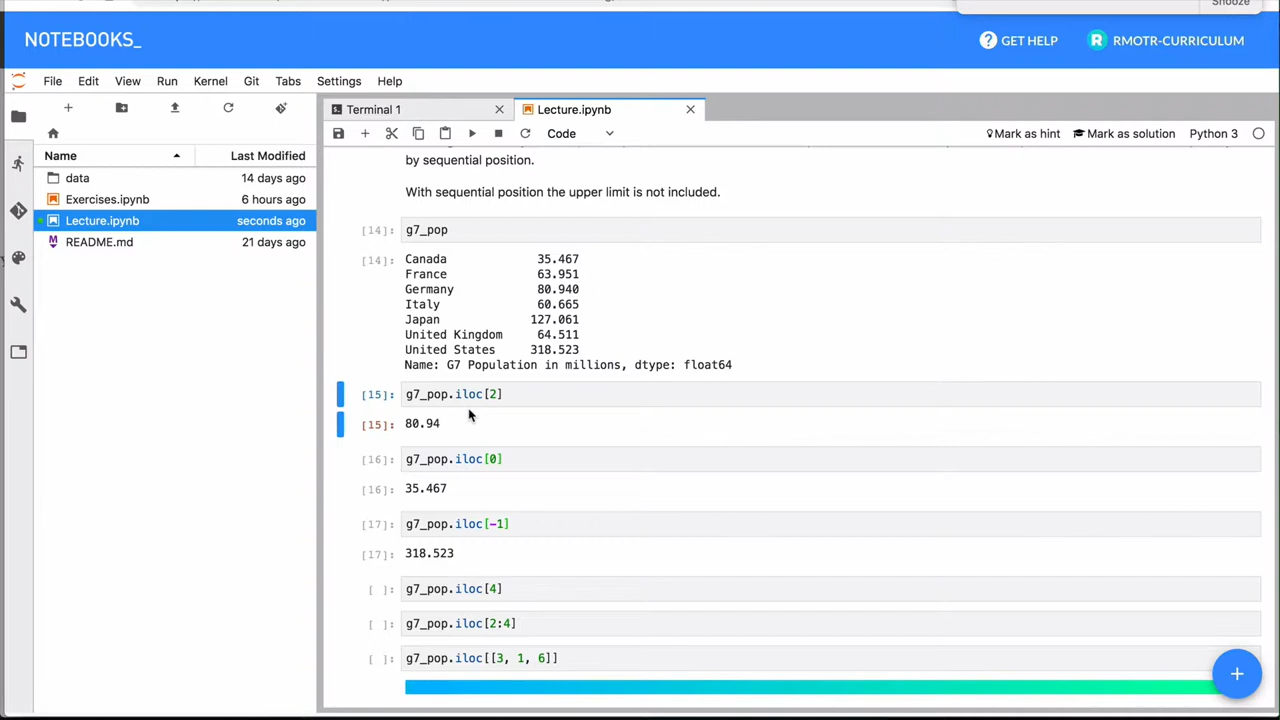 Snooze
NOTEBOOKS_
? GET HELP
R RMOTR-CURRICULUM
File Edit View Run Kernel Git Tabs Settings Help
Terminal 1
Lecture.ipynb
Code
Mark as hint
Mark as solution
Python 3
Name Last Modified
data 14 days ago
Exercises.ipynb 6 hours ago
Lecture.ipynb seconds ago
README.md 21 days ago
by sequential position.
With sequential position the upper limit is not included.
[14]: g7_pop
[14]: Canada 35.467
France 63.951
Germany 80.940
Italy 60.665
Japan 127.061
United Kingdom 64.511
United States 318.523
Name: G7 Population in millions, dtype: float64
[15]: g7_pop.iloc[2]
[15]: 80.94
[16]: g7_pop.iloc[0]
[16]: 35.467
[17]: g7_pop.iloc[-1]
[17]: 318.523
[ ]: g7_pop.iloc[4]
[ ]: g7_pop.iloc[2:4]
[ ]: g7_pop.iloc[[3, 1, 6]]